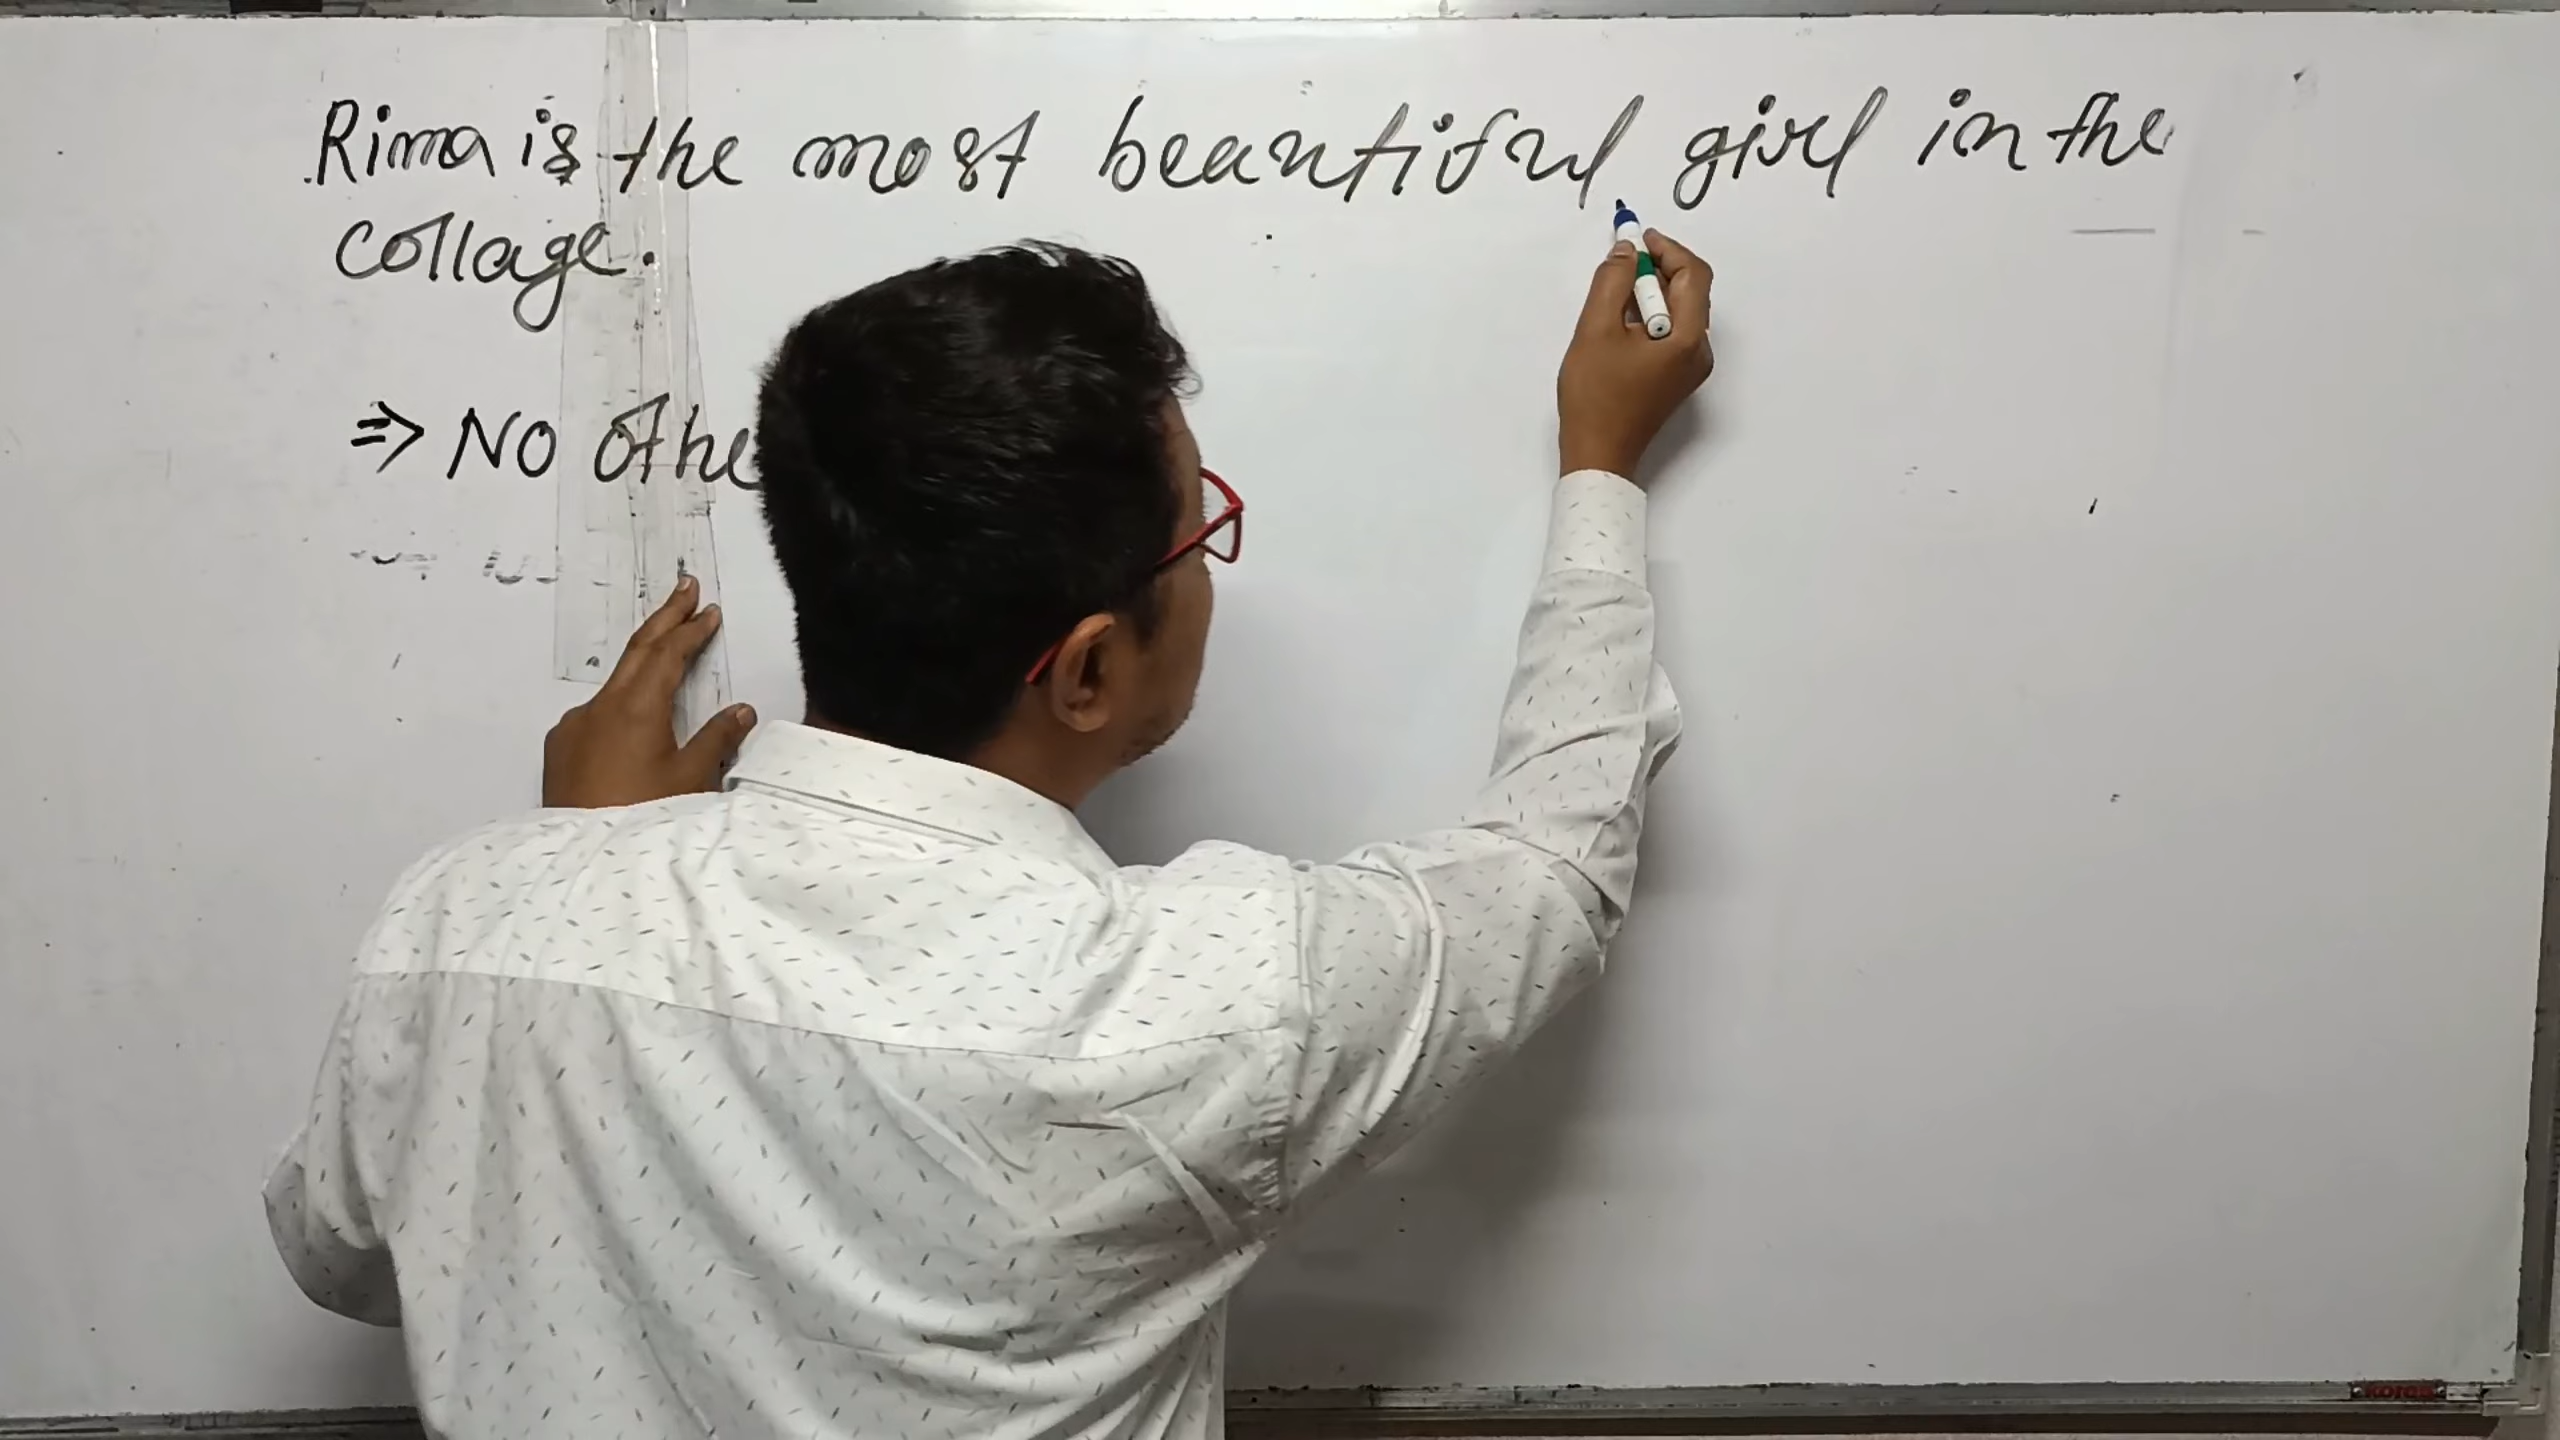 Rima is the most beautiful girl in the
collage.
⇒ No othe